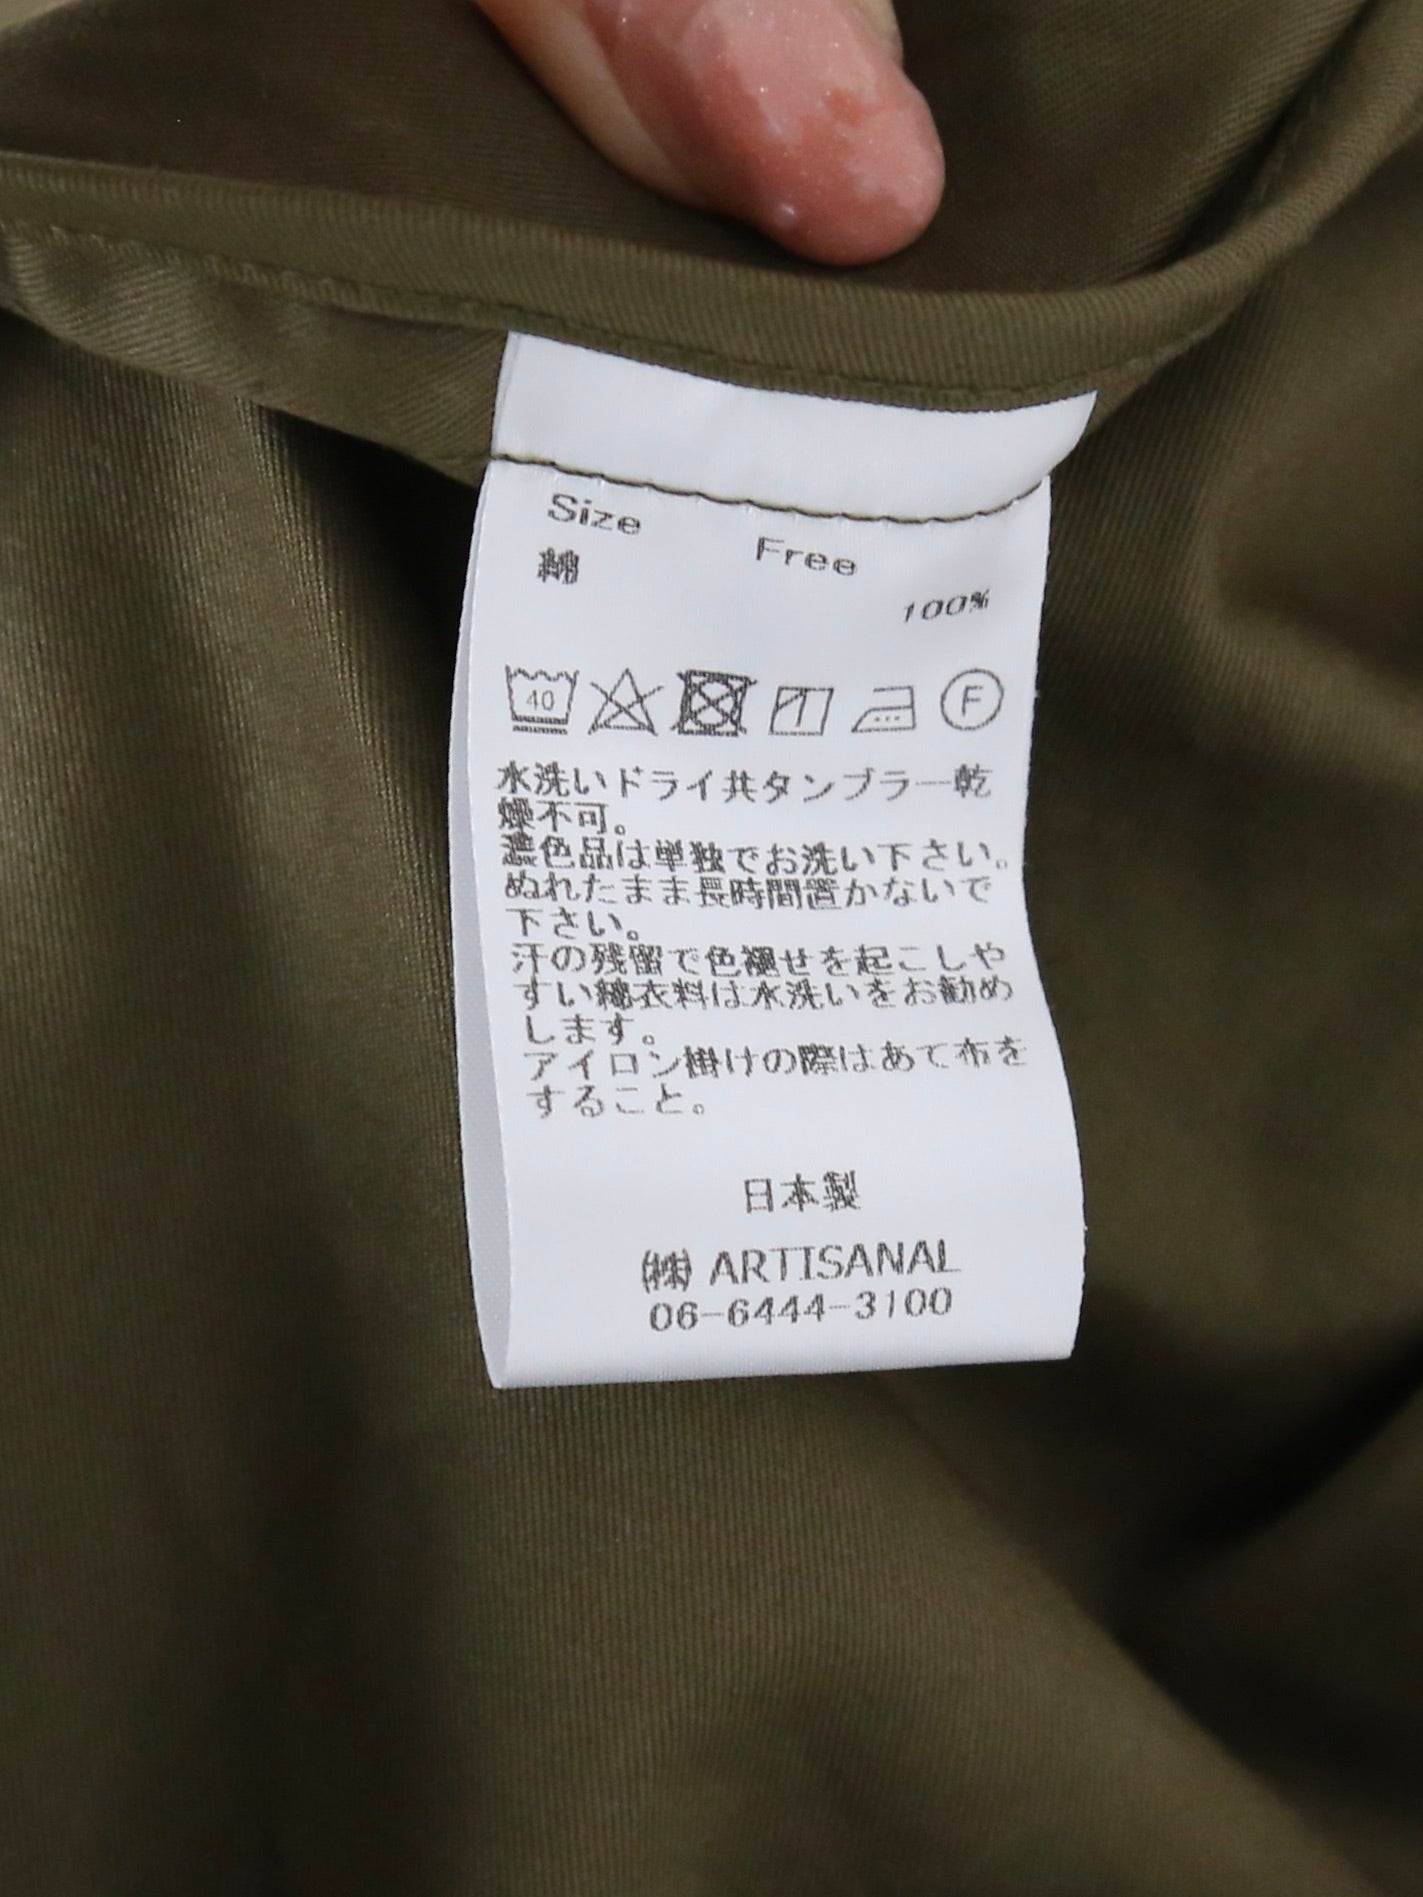 Size Free
綿 100%
40 F
水洗いドライ共タンブラー乾
燥不可。
濃色品は単独でお洗い下さい。
ぬれたまま長時間置かないで
下さい。
汗の残留で色褪せを起こしや
すい綿衣料は水洗いをお勧め
します。
アイロン掛けの際はあて布を
すること。
日本製
㈱ ARTISANAL
06-6444-3100